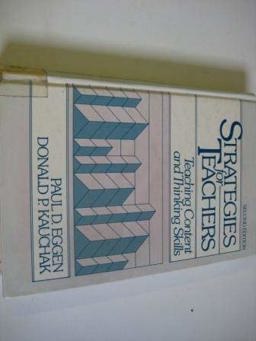 SECOND EDITION
STRATEGIES
for
TEACHERS
Teaching Content
and Thinking Skills
PAUL D. EGGEN
DONALD P. KAUCHAK